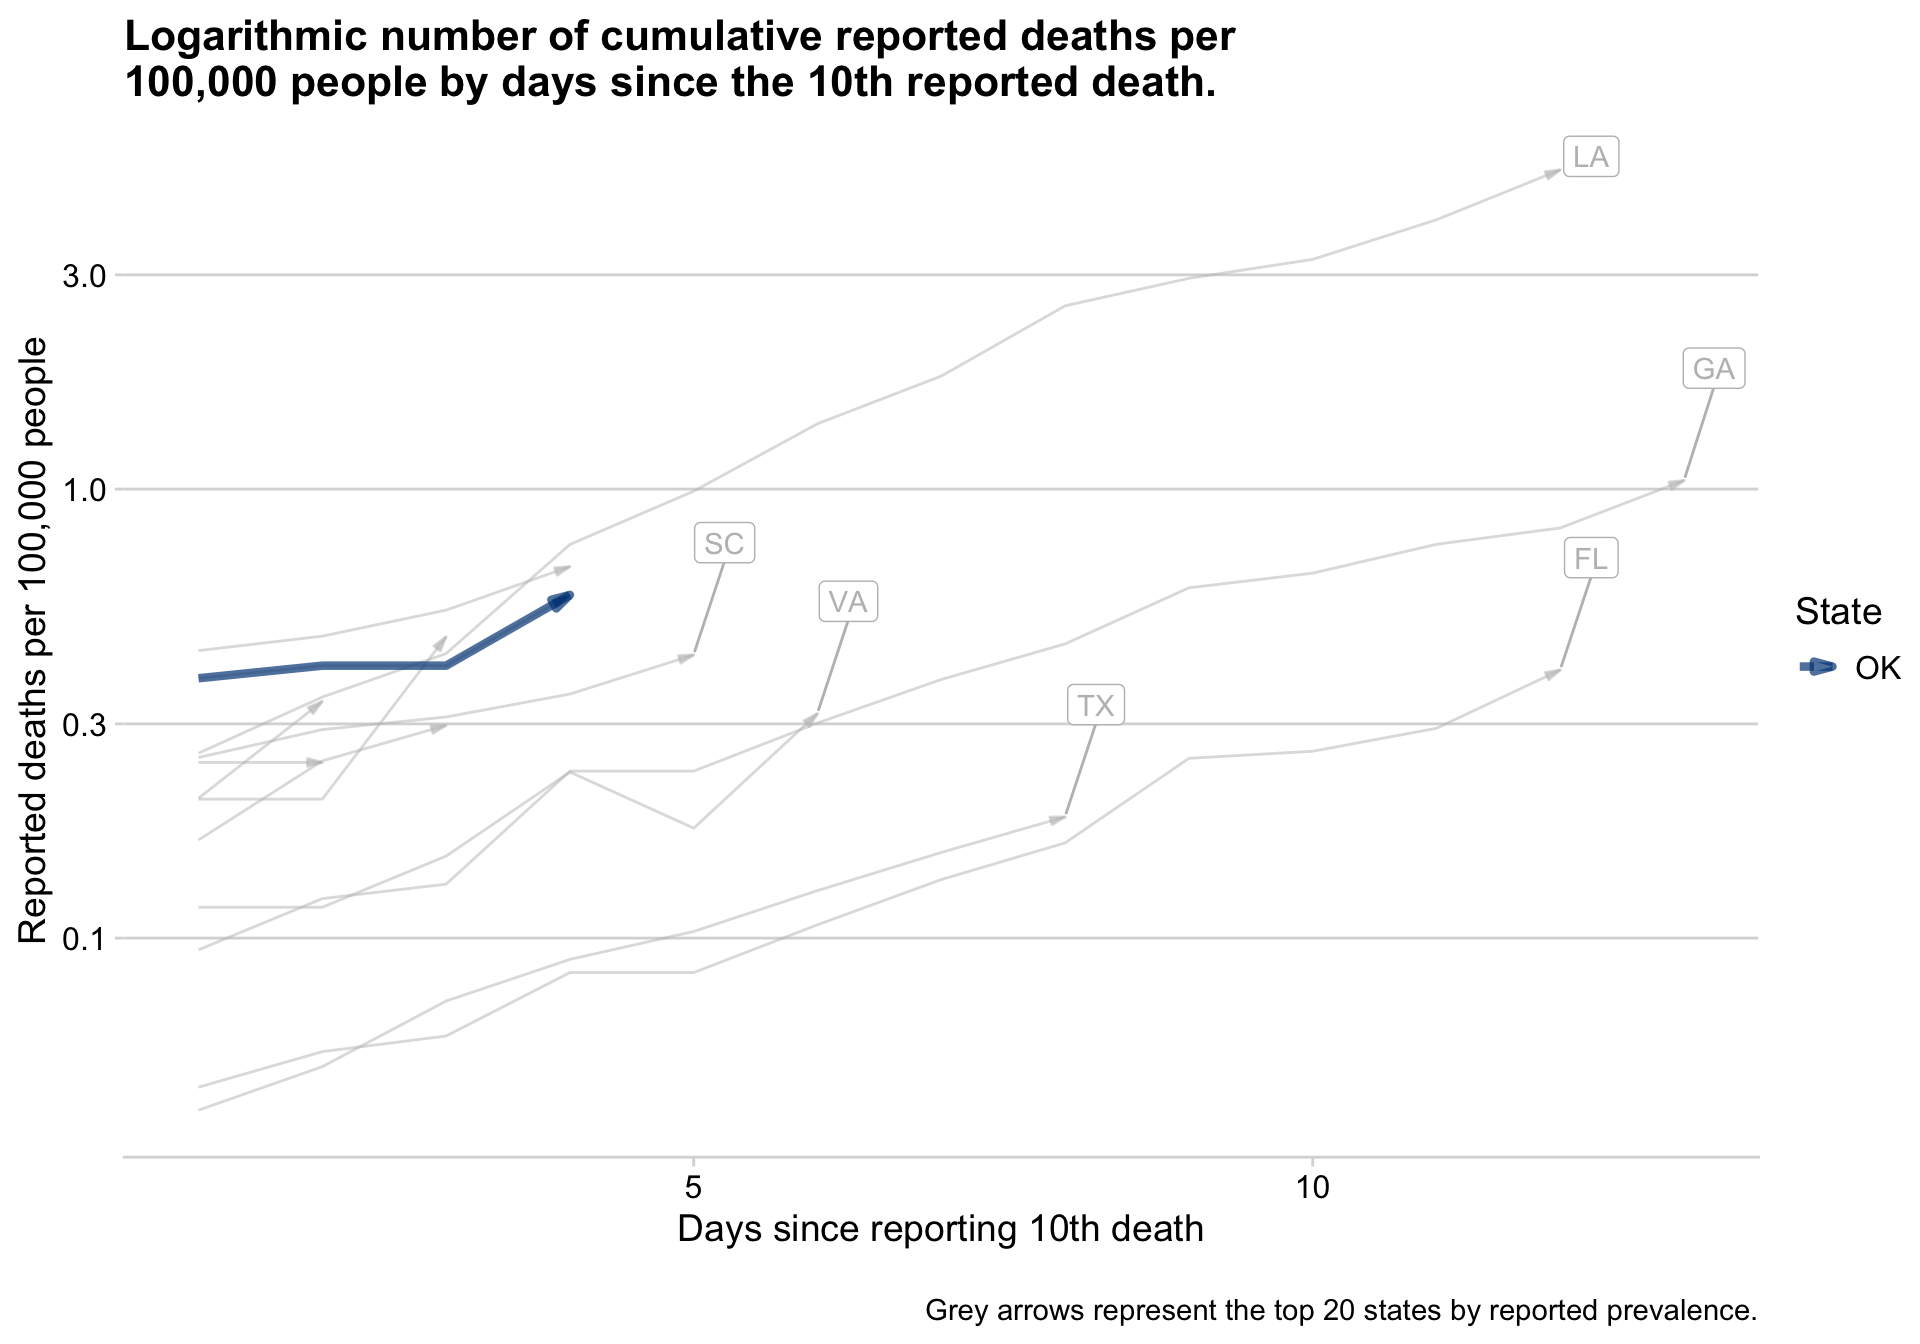 Logarithmic number of cumulative reported deaths per
100,000 people by days since the 10th reported death.
LA
3.0
GA
1.0
SC
FL
VA
State
OK
TX
0.3
0.1
Reported deaths per 100,000 people
5
10
Days since reporting 10th death
Grey arrows represent the top 20 states by reported prevalence.